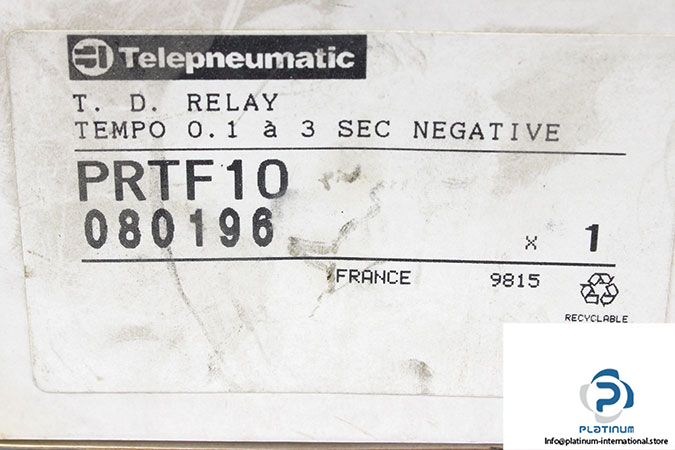 Telepneumatic
T. D. RELAY
TEMPO 0.1 à 3 SEC NEGATIVE
PRTF10
080196 x 1
FRANCE 9815
RECYCLABLE
PLATINUM
Info@platinum-international.store